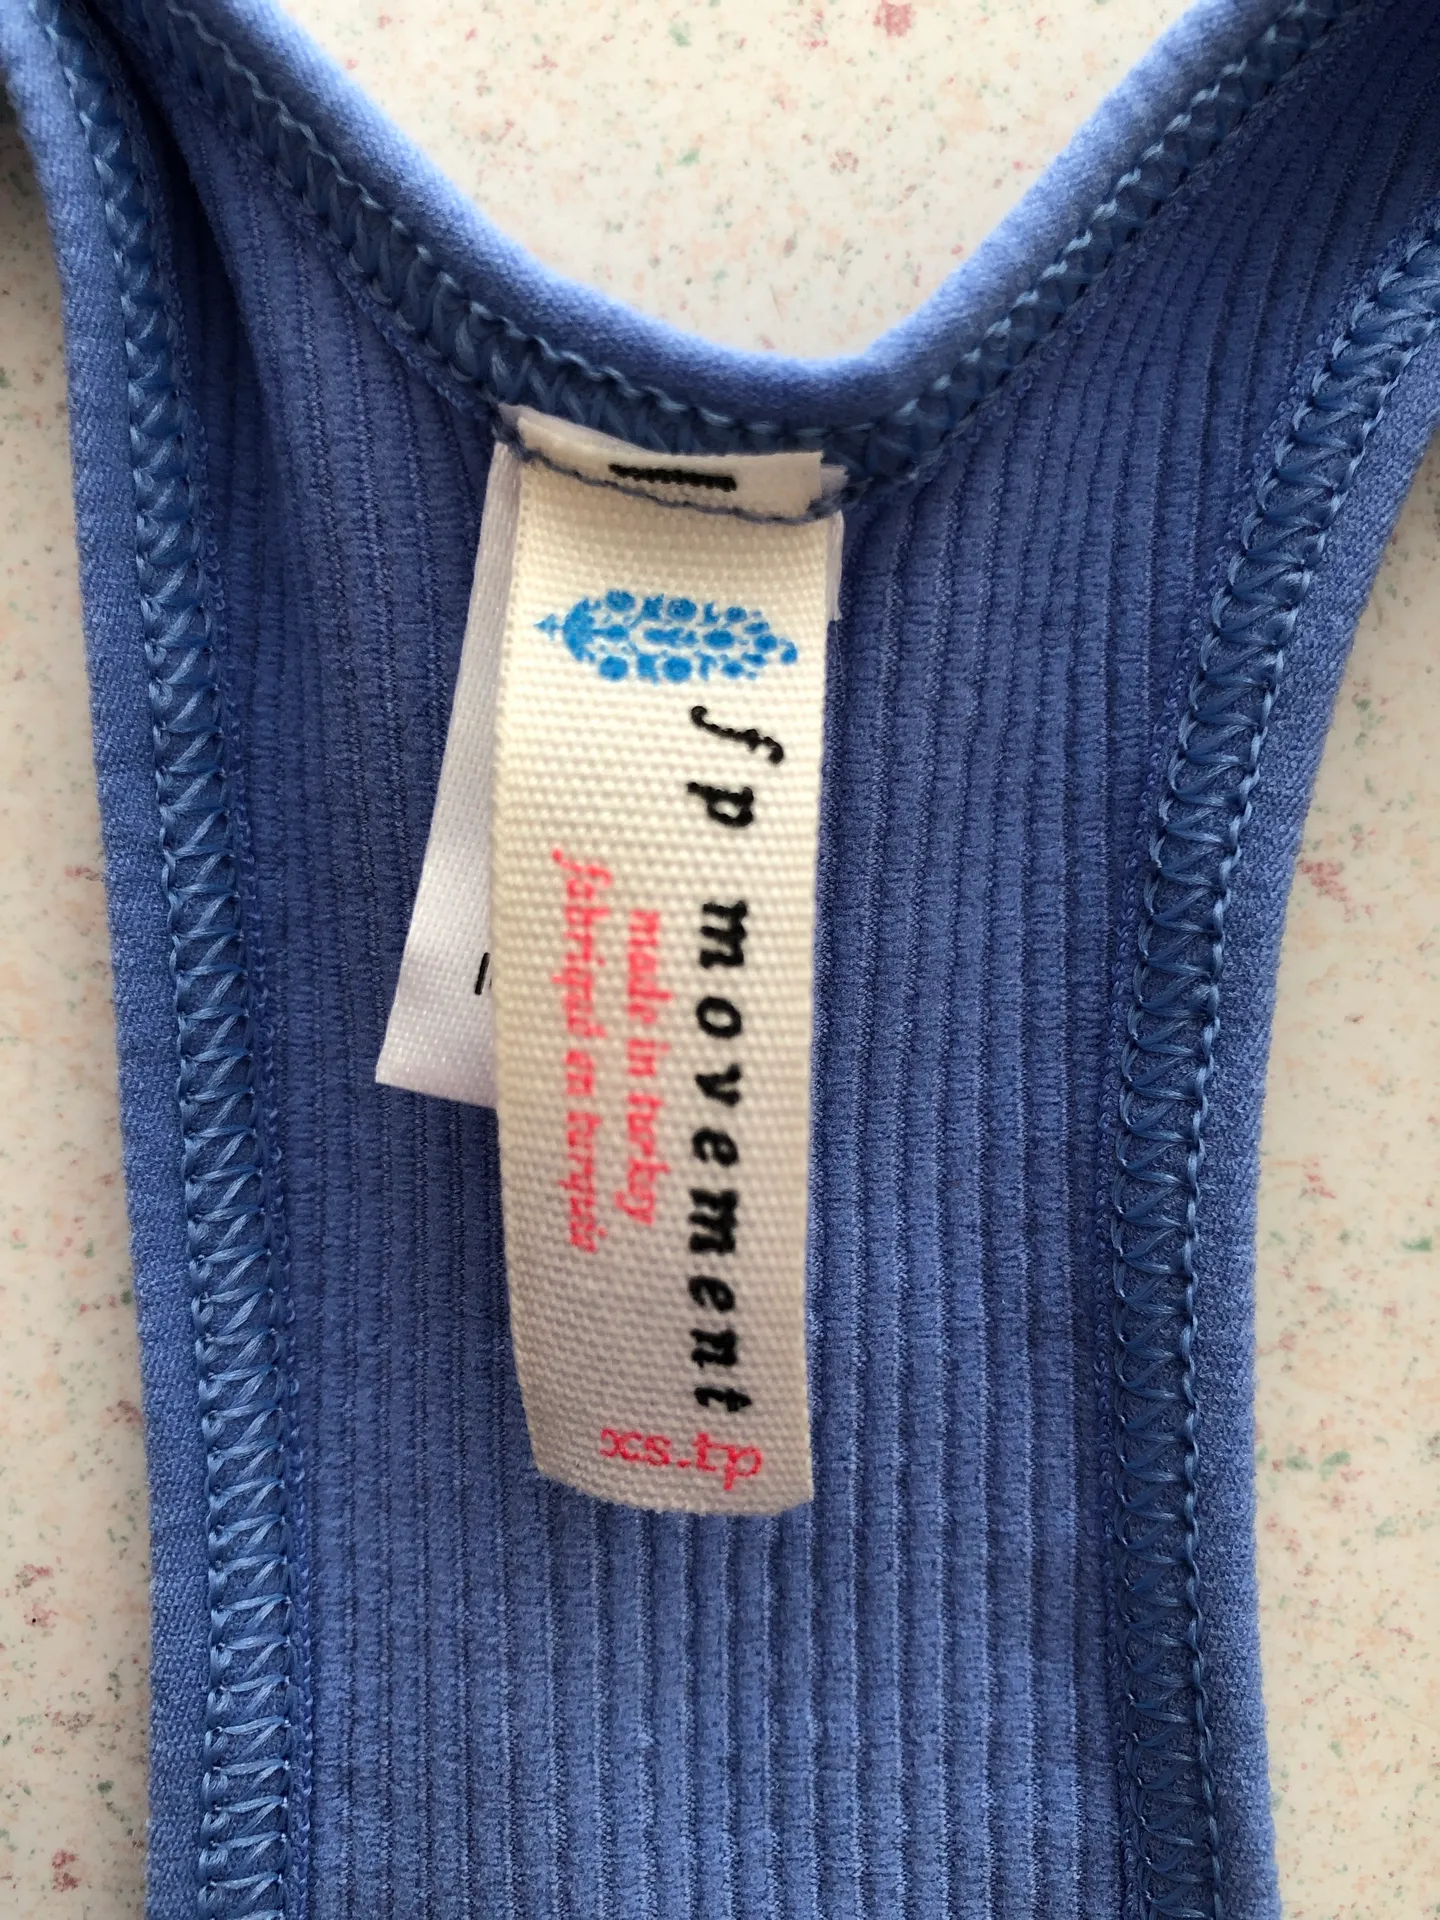 fp movement
made in turkey
fabriqué en turquie
xs.tp